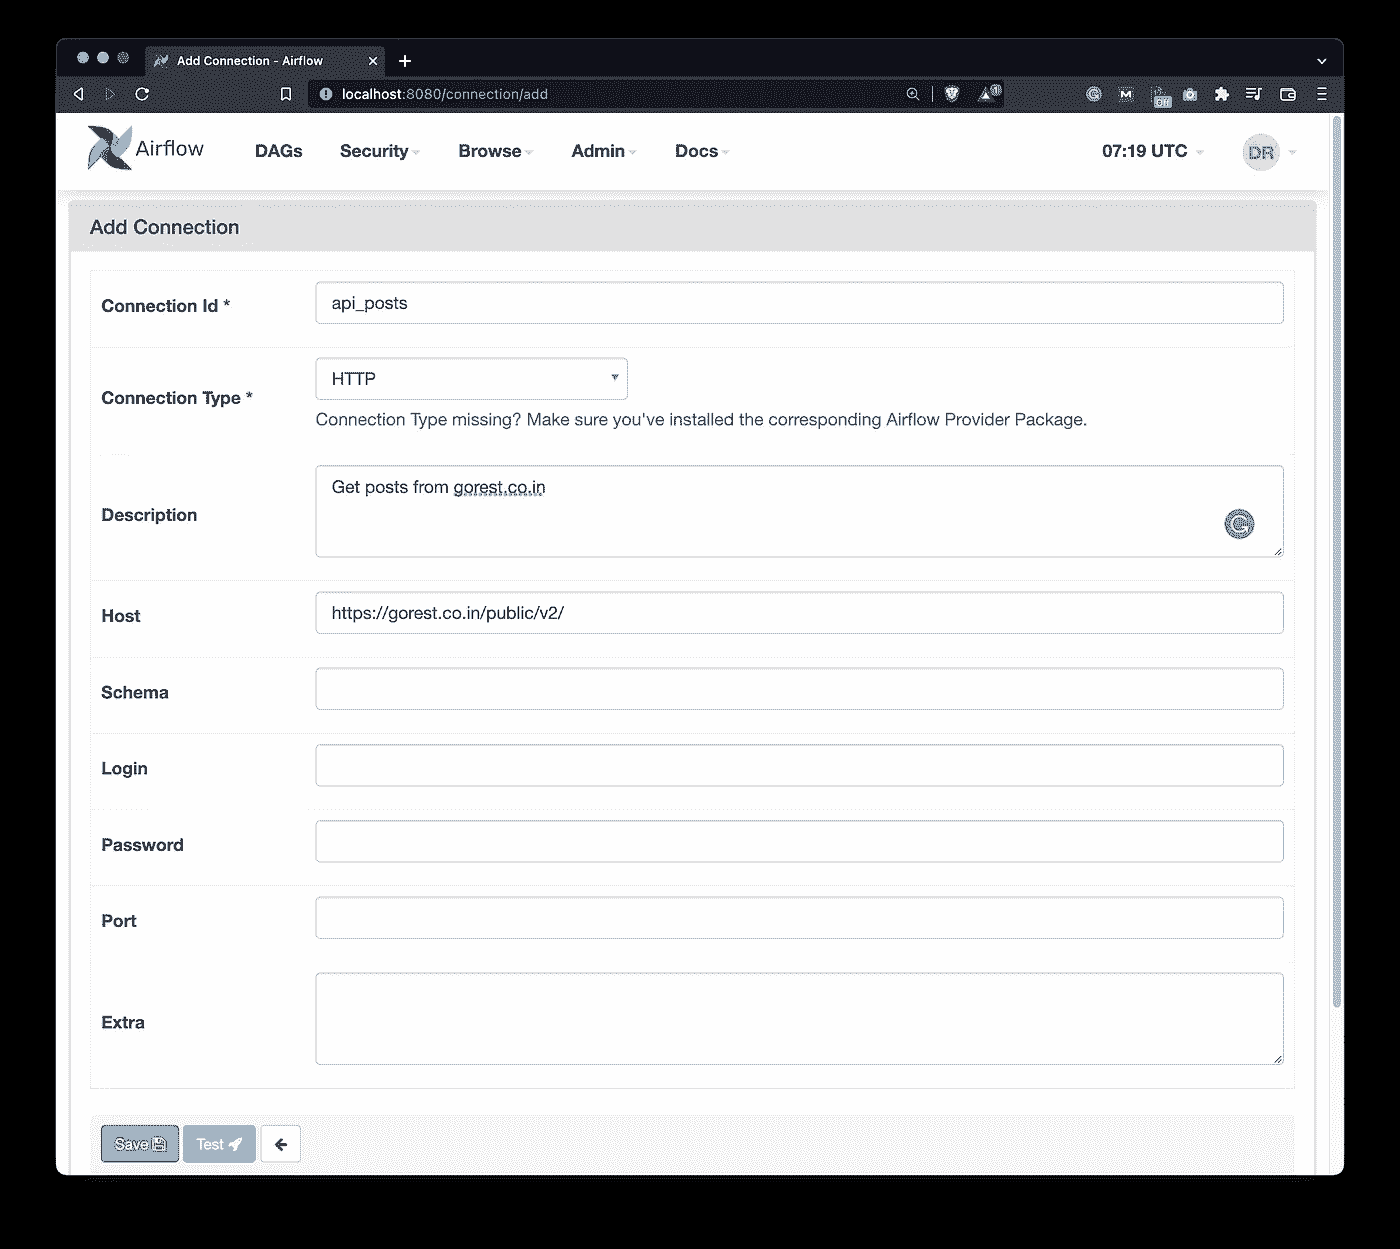 Add Connection - Airflow
localhost:8080/connection/add
Airflow DAGs Security Browse Admin Docs 07:19 UTC DR
Add Connection
Connection Id * api_posts
Connection Type * HTTP
Connection Type missing? Make sure you've installed the corresponding Airflow Provider Package.
Description Get posts from gorest.co.in
Host https://gorest.co.in/public/v2/
Schema
Login
Password
Port
Extra
Save Test